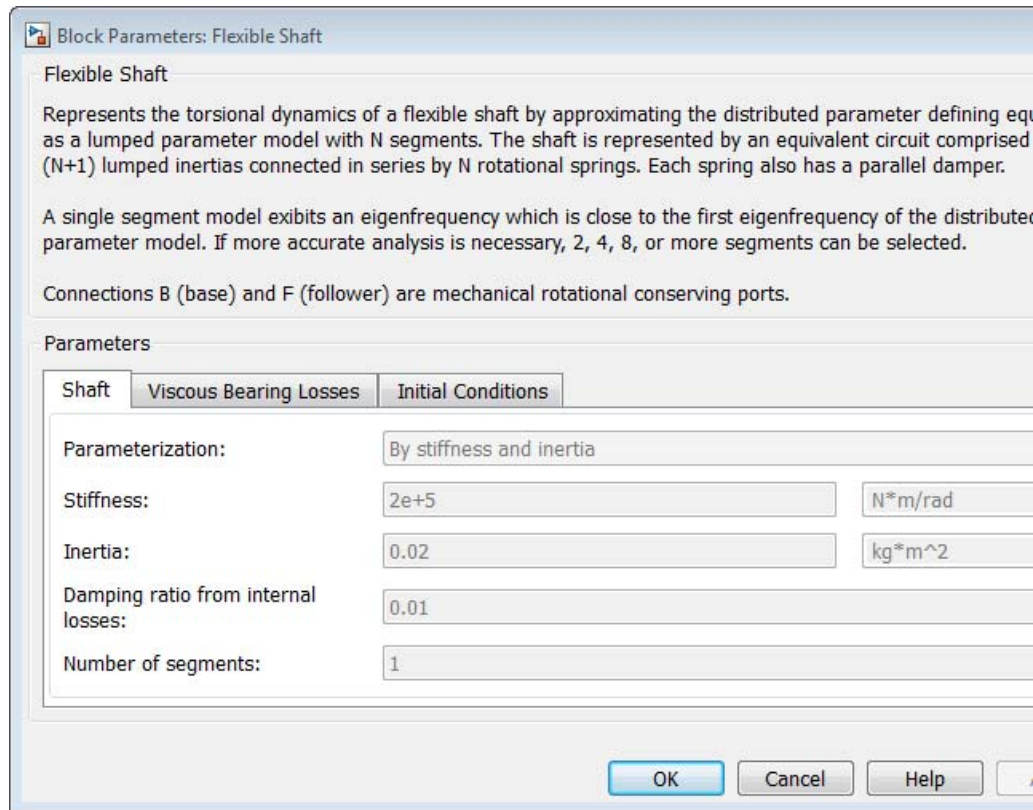 Block Parameters: Flexible Shaft
Flexible Shaft
Represents the torsional dynamics of a flexible shaft by approximating the distributed parameter defining equ
as a lumped parameter model with N segments. The shaft is represented by an equivalent circuit comprised
(N+1) lumped inertias connected in series by N rotational springs. Each spring also has a parallel damper.
A single segment model exibits an eigenfrequency which is close to the first eigenfrequency of the distributed
parameter model. If more accurate analysis is necessary, 2, 4, 8, or more segments can be selected.
Connections B (base) and F (follower) are mechanical rotational conserving ports.
Parameters
Shaft Viscous Bearing Losses Initial Conditions
Parameterization: By stiffness and inertia
Stiffness: 2e+5 N*m/rad
Inertia: 0.02 kg*m^2
Damping ratio from internal
losses: 0.01
Number of segments: 1
OK Cancel Help